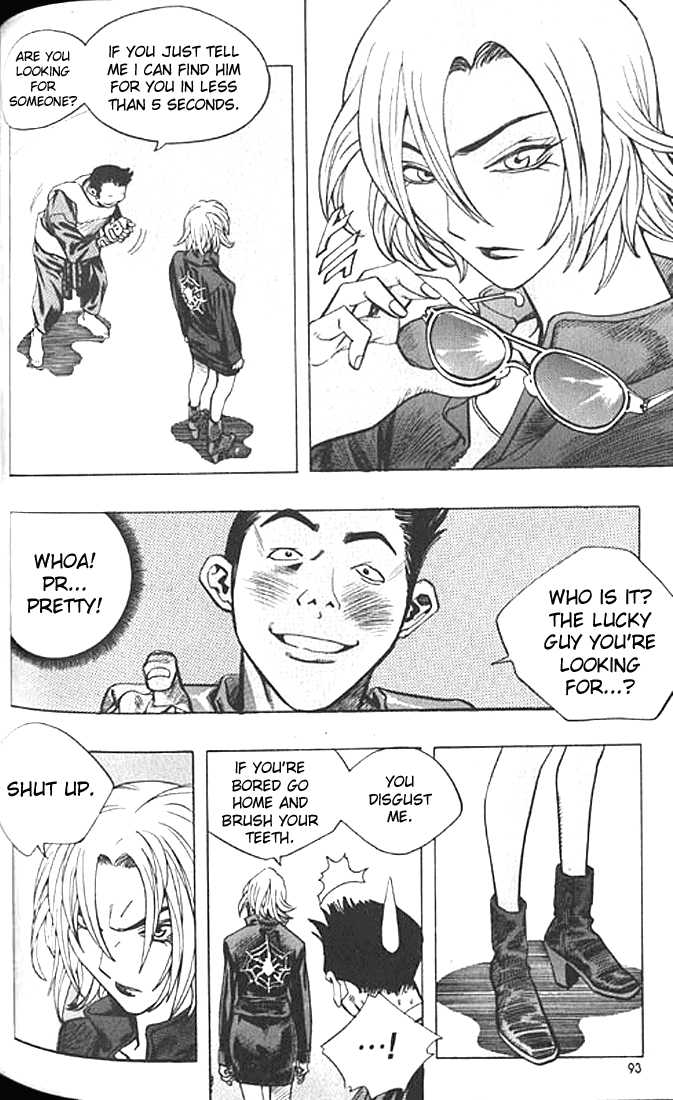 ARE YOU
LOOKING
FOR
SOMEONE?
IF YOU JUST TELL
ME I CAN FIND HIM
FOR YOU IN LESS
THAN 5 SECONDS.
WHOA!
PR...
PRETTY!
WHO IS IT?
THE LUCKY
GUY YOU'RE
LOOKING
FOR...?
SHUT UP.
IF YOU'RE
BORED GO
HOME AND
BRUSH YOUR
TEETH.
YOU
DISGUST
ME.
...!
93